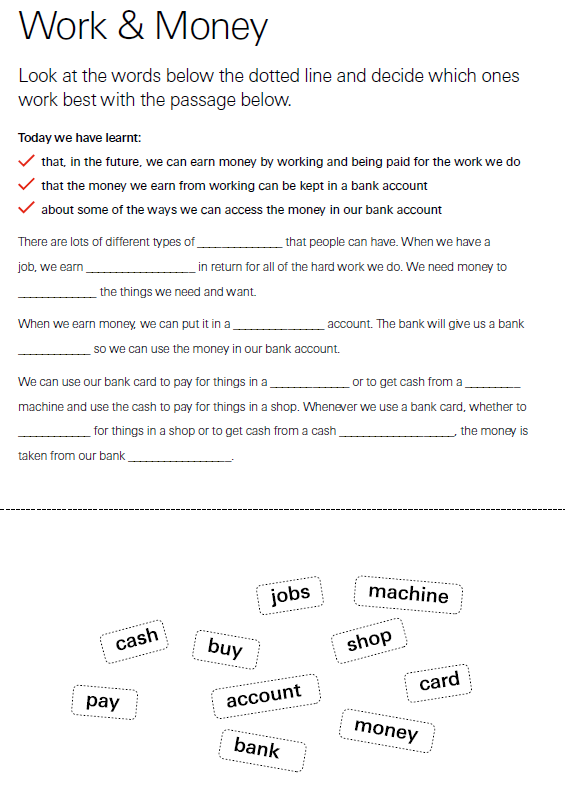 Work & Money
Look at the words below the dotted line and decide which ones
work best with the passage below.
Today we have learnt:
that, in the future, we can earn money by working and being paid for the work we do
that the money we earn from working can be kept in a bank account
about some of the ways we can access the money in our bank account
There are lots of different types of ______________ that people can have. When we have a
job, we earn __________________ in return for all of the hard work we do. We need money to
_____________ the things we need and want.
When we earn money, we can put it in a _______________ account. The bank will give us a bank
____________ so we can use the money in our bank account.
We can use our bank card to pay for things in a _____________ or to get cash from a _________
machine and use the cash to pay for things in a shop. Whenever we use a bank card, whether to
____________ for things in a shop or to get cash from a cash ___________________, the money is
taken from our bank _________________.
jobs
machine
cash
buy
shop
card
pay
account
money
bank